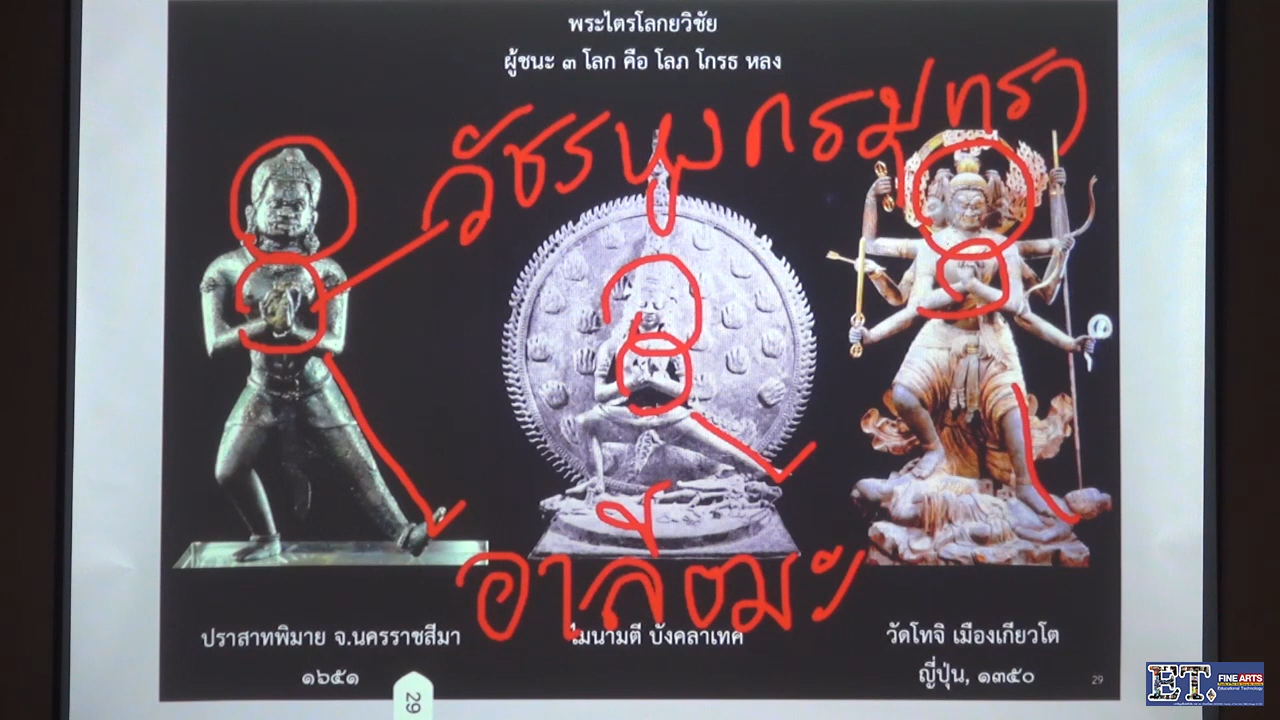 พระไตรโลกยวิชัย
ผู้ชนะ ๓ โลก คือ โลภ โกรธ หลง
วัชรหูงกรมุทรา
อาลีฒะ
ปราสาทพิมาย จ.นครราชสีมา
๑๖๕๑
ไมนามตี บังคลาเทศ
วัดโทจิ เมืองเกียวโต
ญี่ปุ่น, ๑๓๕๐
29
29
ET.
FINE ARTS
Educational Technology